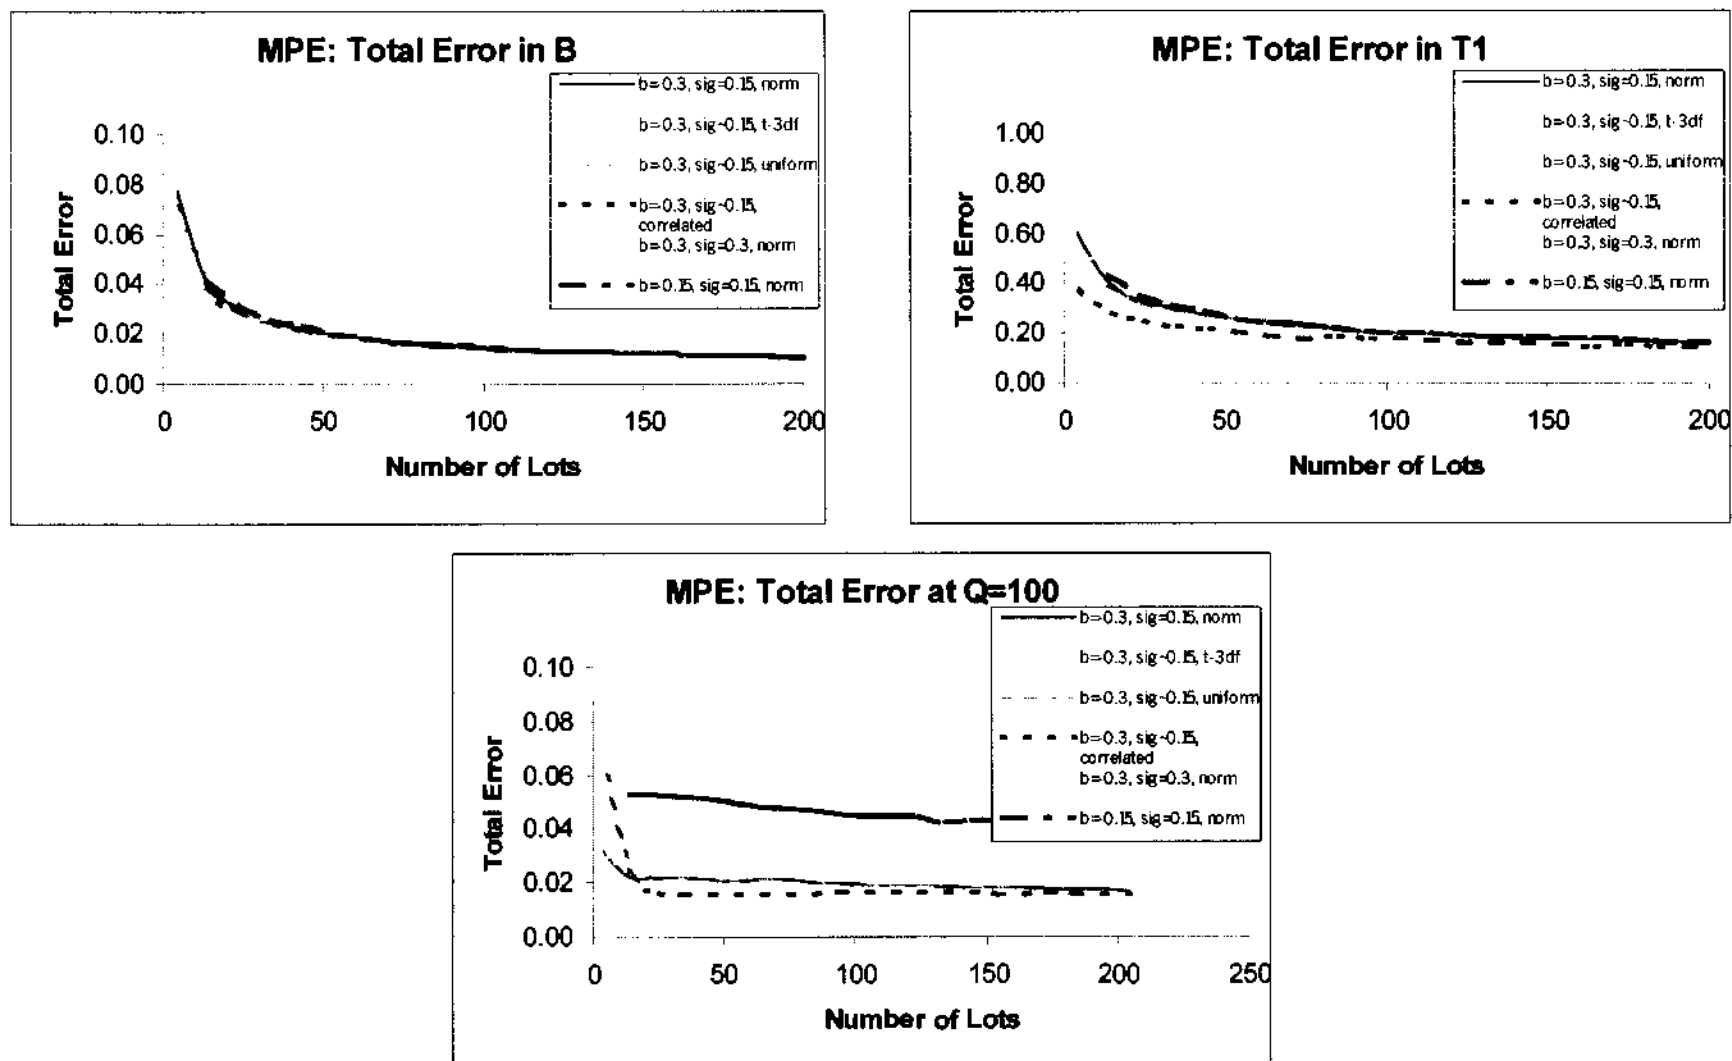 MPE: Total Error in B
b=0.3, sig=0.15, norm
b=0.3, sig~0.15, t-3df
b=0.3, sig~0.15, uniform
b=0.3, sig~0.15,
correlated
b=0.3, sig=0.3, norm
b=0.15, sig=0.15, norm
0.10
0.08
0.06
0.04
0.02
0.00
Total Error
0 50 100 150 200
Number of Lots
MPE: Total Error in T1
b=0.3, sig=0.15, norm
b=0.3, sig~0.15, t-3df
b=0.3, sig~0.15, uniform
b=0.3, sig~0.15,
correlated
b=0.3, sig=0.3, norm
b=0.15, sig=0.15, norm
1.00
0.80
0.60
0.40
0.20
0.00
Total Error
0 50 100 150 200
Number of Lots
MPE: Total Error at Q=100
b=0.3, sig=0.15, norm
b=0.3, sig~0.15, t-3df
b=0.3, sig~0.15, uniform
b=0.3, sig~0.15,
correlated
b=0.3, sig=0.3, norm
b=0.15, sig=0.15, norm
0.10
0.08
0.06
0.04
0.02
0.00
Total Error
0 50 100 150 200 250
Number of Lots